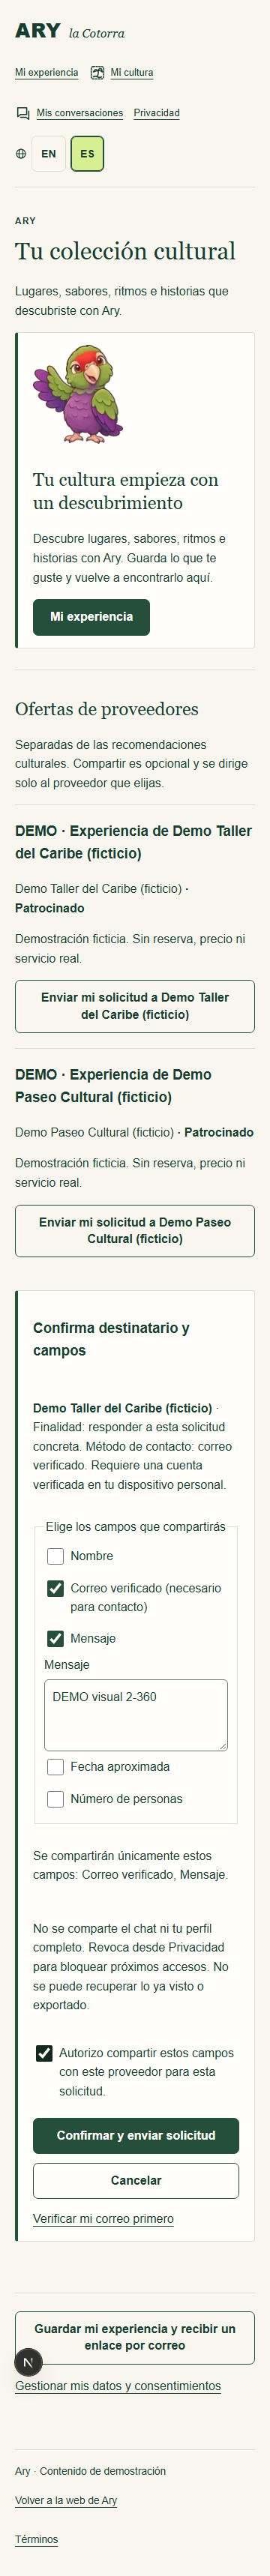 ARY la Cotorra
Mi experiencia Mi cultura
Mis conversaciones Privacidad
EN ES
ARY
Tu colección cultural
Lugares, sabores, ritmos e historias que
descubriste con Ary.
Tu cultura empieza con
un descubrimiento
Descubre lugares, sabores, ritmos e
historias con Ary. Guarda lo que te
guste y vuelve a encontrarlo aquí.
Mi experiencia
Ofertas de proveedores
Separadas de las recomendaciones
culturales. Compartir es opcional y se dirige
solo al proveedor que elijas.
DEMO · Experiencia de Demo Taller
del Caribe (ficticio)
Demo Taller del Caribe (ficticio) ·
Patrocinado
Demostración ficticia. Sin reserva, precio ni
servicio real.
Enviar mi solicitud a Demo Taller
del Caribe (ficticio)
DEMO · Experiencia de Demo
Paseo Cultural (ficticio)
Demo Paseo Cultural (ficticio) · Patrocinado
Demostración ficticia. Sin reserva, precio ni
servicio real.
Enviar mi solicitud a Demo Paseo
Cultural (ficticio)
Confirma destinatario y
campos
Demo Taller del Caribe (ficticio) ·
Finalidad: responder a esta solicitud
concreta. Método de contacto: correo
verificado. Requiere una cuenta
verificada en tu dispositivo personal.
Elige los campos que compartirás
Nombre
Correo verificado (necesario
para contacto)
Mensaje
Mensaje
DEMO visual 2-360
Fecha aproximada
Número de personas
Se compartirán únicamente estos
campos: Correo verificado, Mensaje.
No se comparte el chat ni tu perfil
completo. Revoca desde Privacidad
para bloquear próximos accesos. No
se puede recuperar lo ya visto o
exportado.
Autorizo compartir estos campos
con este proveedor para esta
solicitud.
Confirmar y enviar solicitud
Cancelar
Verificar mi correo primero
Guardar mi experiencia y recibir un
enlace por correo
N
Gestionar mis datos y consentimientos
Ary · Contenido de demostración
Volver a la web de Ary
Términos